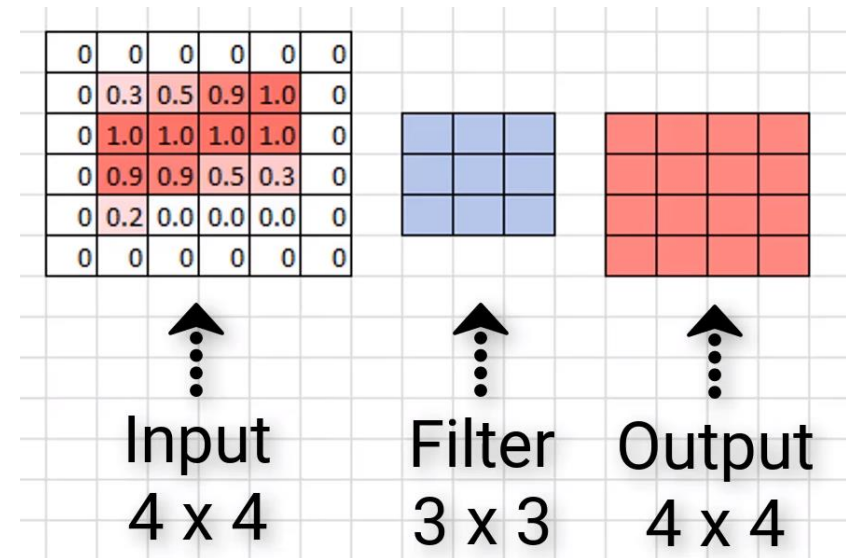 0 0 0 0 0 0
0 0.3 0.5 0.9 1.0 0
0 1.0 1.0 1.0 1.0 0
0 0.9 0.9 0.5 0.3 0
0 0.2 0.0 0.0 0.0 0
0 0 0 0 0 0
Input Filter Output
4 x 4 3 x 3 4 x 4